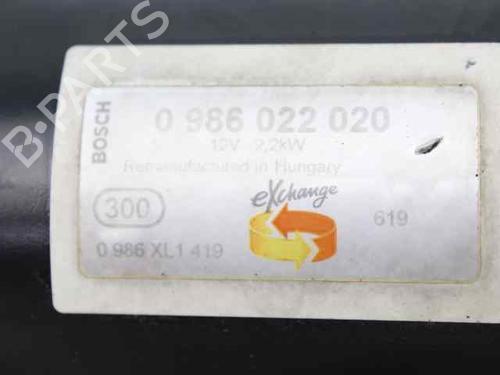 B-PARTS
BOSCH
0 986 022 020
12V 2,2kW
Remanufactured in Hungary
eXchange
300
619
0 986 XL1 419